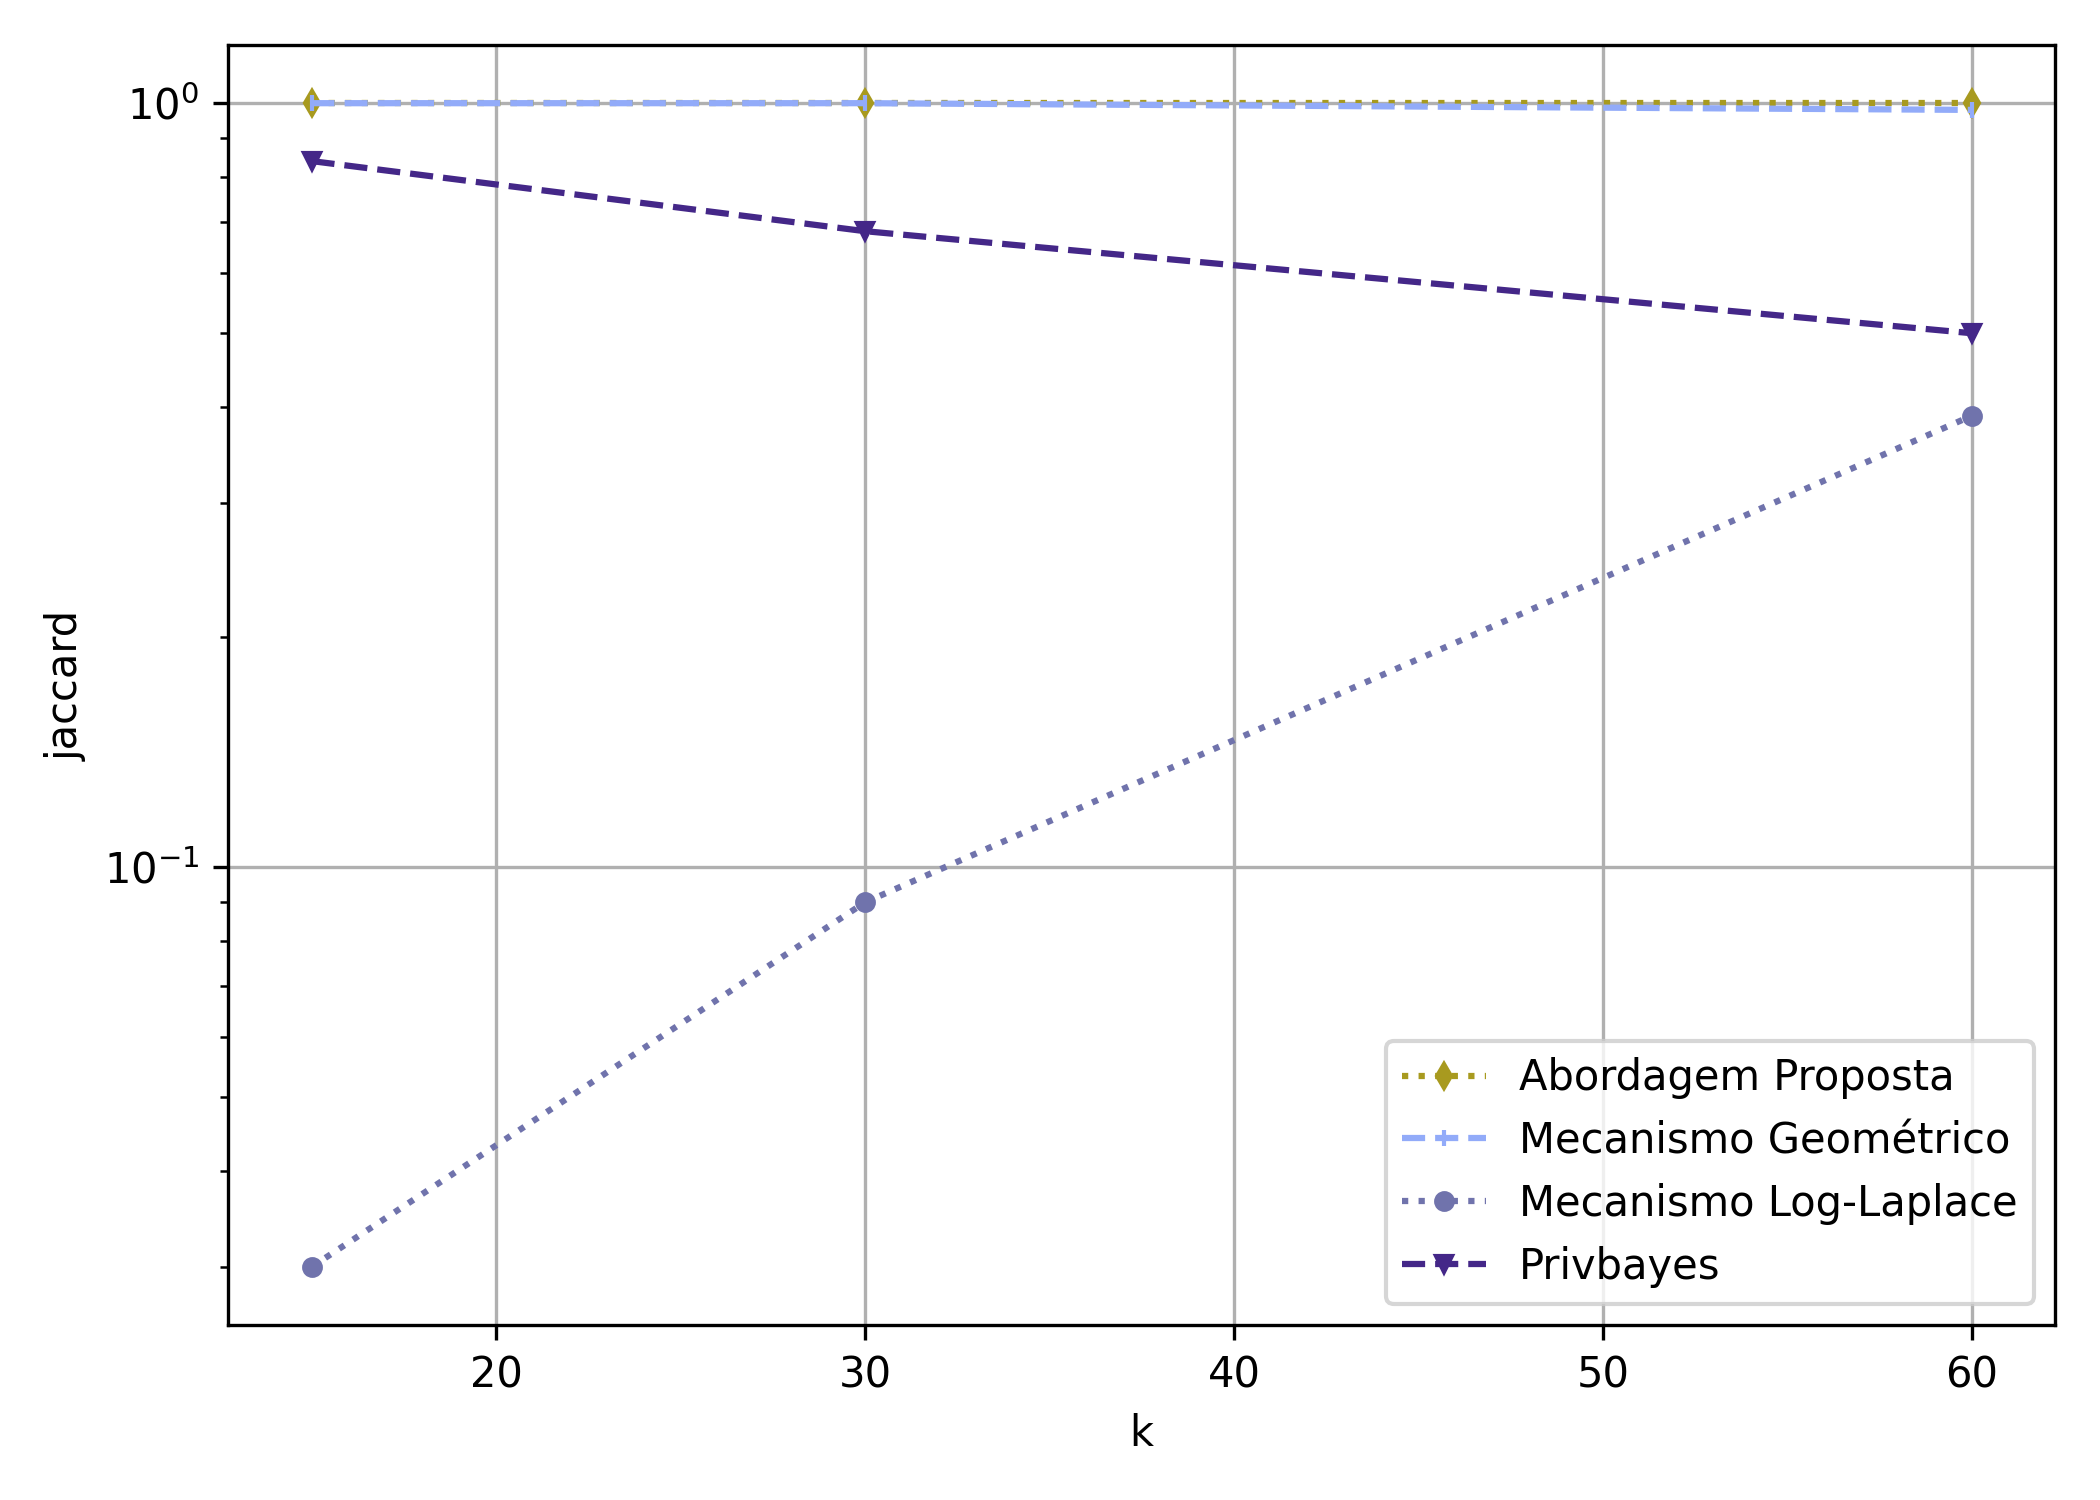 10⁰
10⁻¹
jaccard
20 30 40 50 60
k
Abordagem Proposta
Mecanismo Geométrico
Mecanismo Log-Laplace
Privbayes